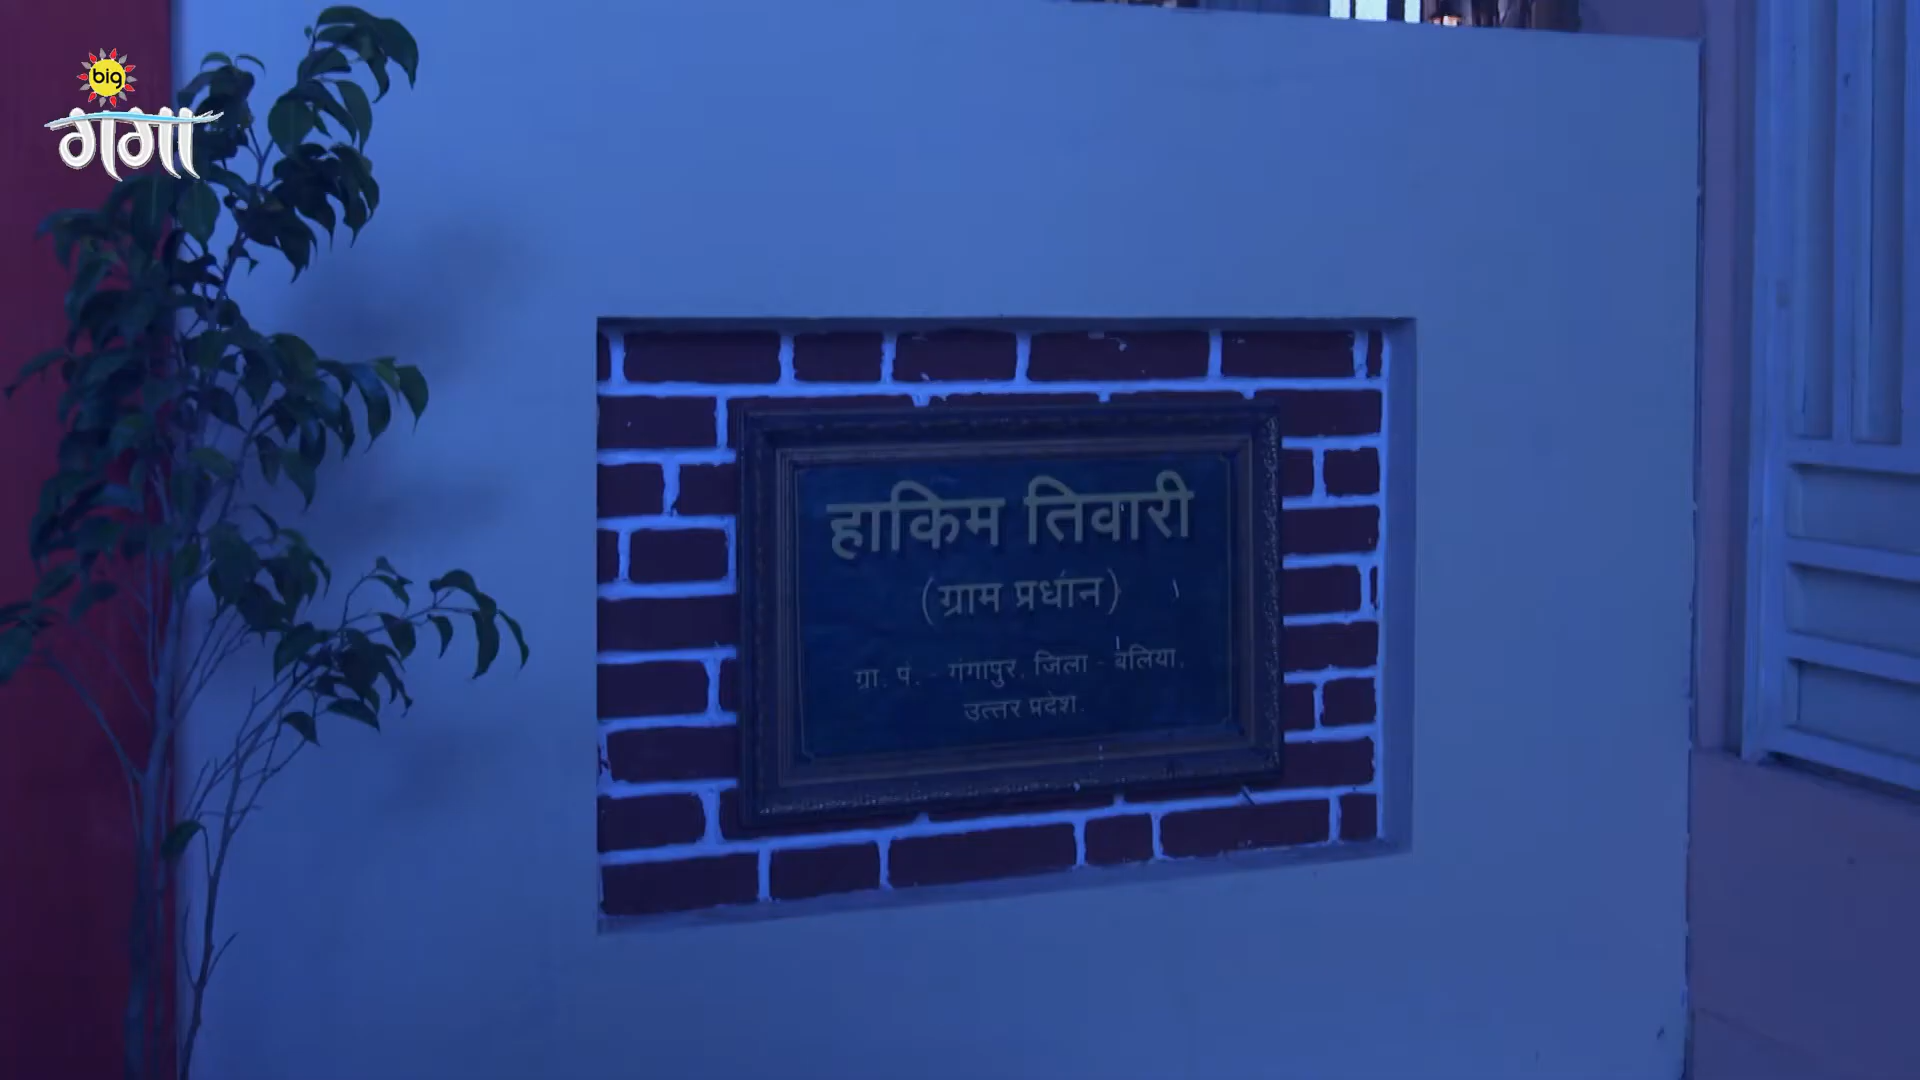 big
गंगा
हाकिम तिवारी
(ग्राम प्रधान)
ग्रा. पं. - गंगापुर, जिला - बलिया,
उत्तर प्रदेश.